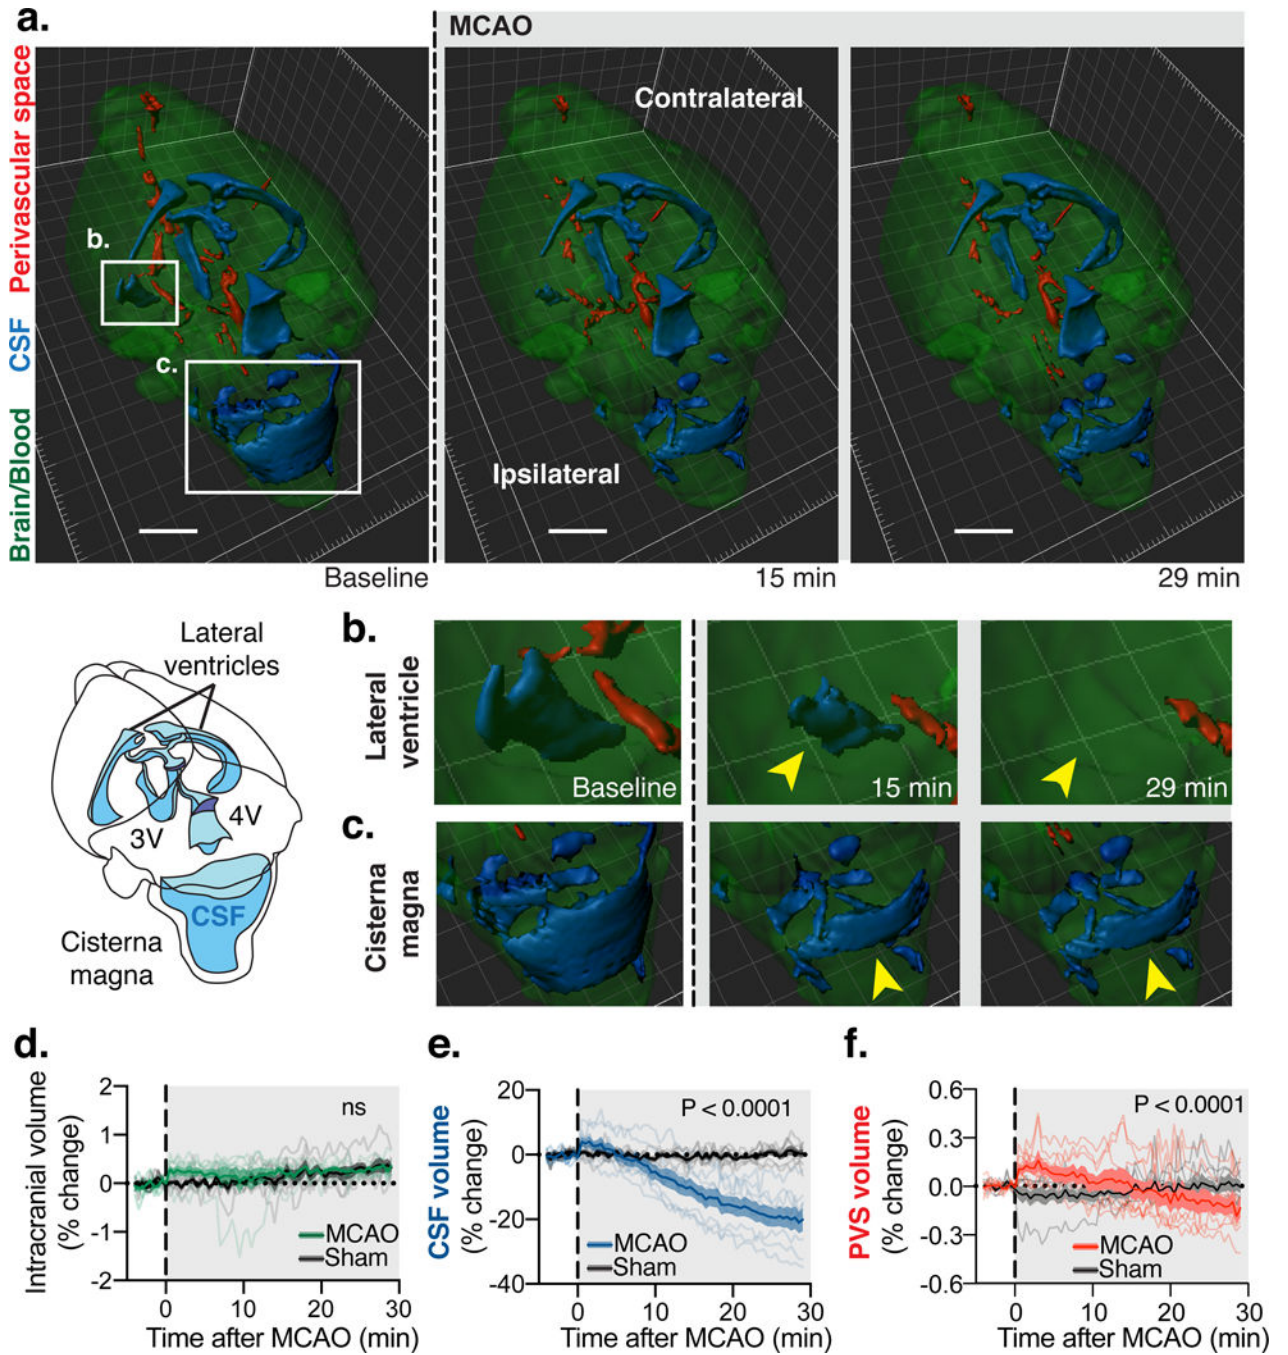 a.
MCAO
Perivascular space
CSF
Brain/Blood
Contralateral
b.
c.
Ipsilateral
Baseline
15 min
29 min
Lateral
ventricles
3V
4V
CSF
Cisterna
magna
b.
Lateral
ventricle
Baseline
15 min
29 min
c.
Cisterna
magna
d.
Intracranial volume
(% change)
2
1
0
-1
-2
ns
MCAO
Sham
0
10
20
30
Time after MCAO (min)
e.
CSF volume
(% change)
20
0
-20
-40
P < 0.0001
MCAO
Sham
0
10
20
30
Time after MCAO (min)
f.
PVS volume
(% change)
0.6
0.3
0.0
-0.3
-0.6
P < 0.0001
MCAO
Sham
0
10
20
30
Time after MCAO (min)